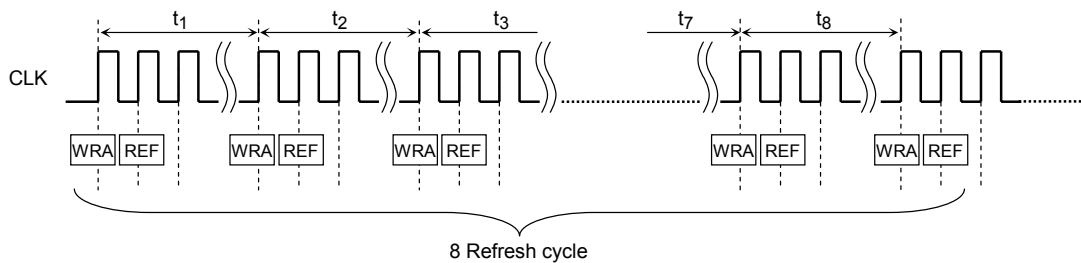 t1 t2 t3 t7 t8
CLK
WRA REF WRA REF WRA REF WRA REF WRA REF
8 Refresh cycle